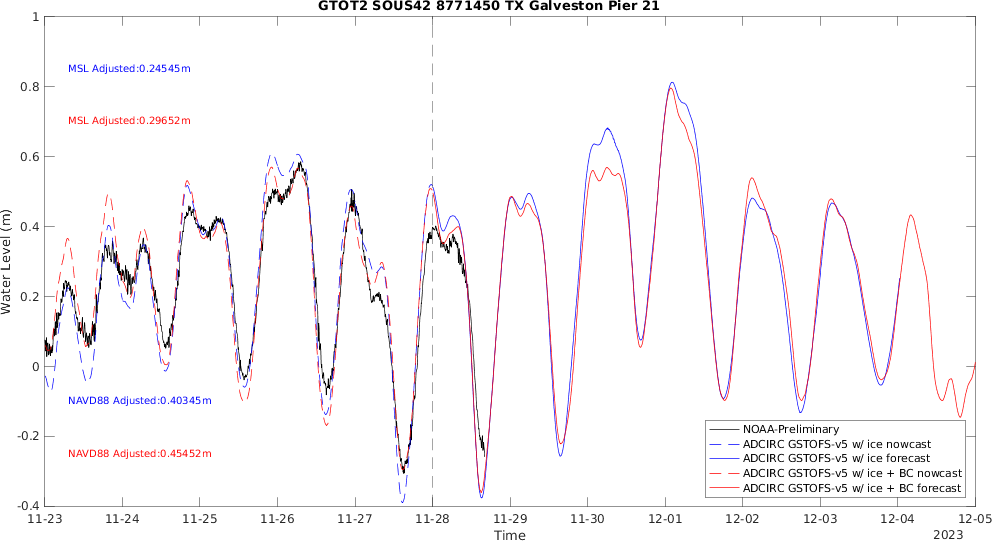 GTOT2 SOUS42 8771450 TX Galveston Pier 21
1
0.8
0.6
0.4
0.2
0
-0.2
-0.4
Water Level (m)
MSL Adjusted:0.24545m
MSL Adjusted:0.29652m
NAVD88 Adjusted:0.40345m
NAVD88 Adjusted:0.45452m
NOAA-Preliminary
ADCIRC GSTOFS-v5 w/ ice nowcast
ADCIRC GSTOFS-v5 w/ ice forecast
ADCIRC GSTOFS-v5 w/ ice + BC nowcast
ADCIRC GSTOFS-v5 w/ ice + BC forecast
11-23 11-24 11-25 11-26 11-27 11-28 11-29 11-30 12-01 12-02 12-03 12-04 12-05
Time
2023